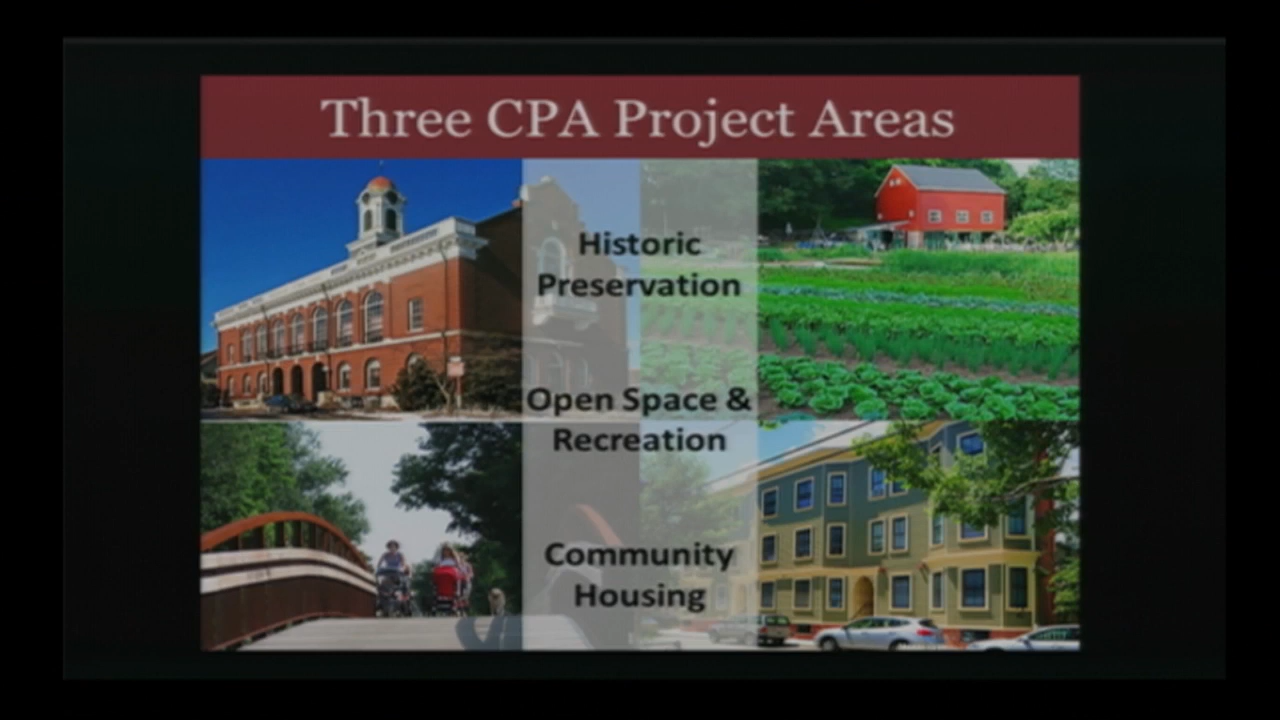 Three CPA Project Areas
Historic
Preservation
Open Space &
Recreation
Community
Housing